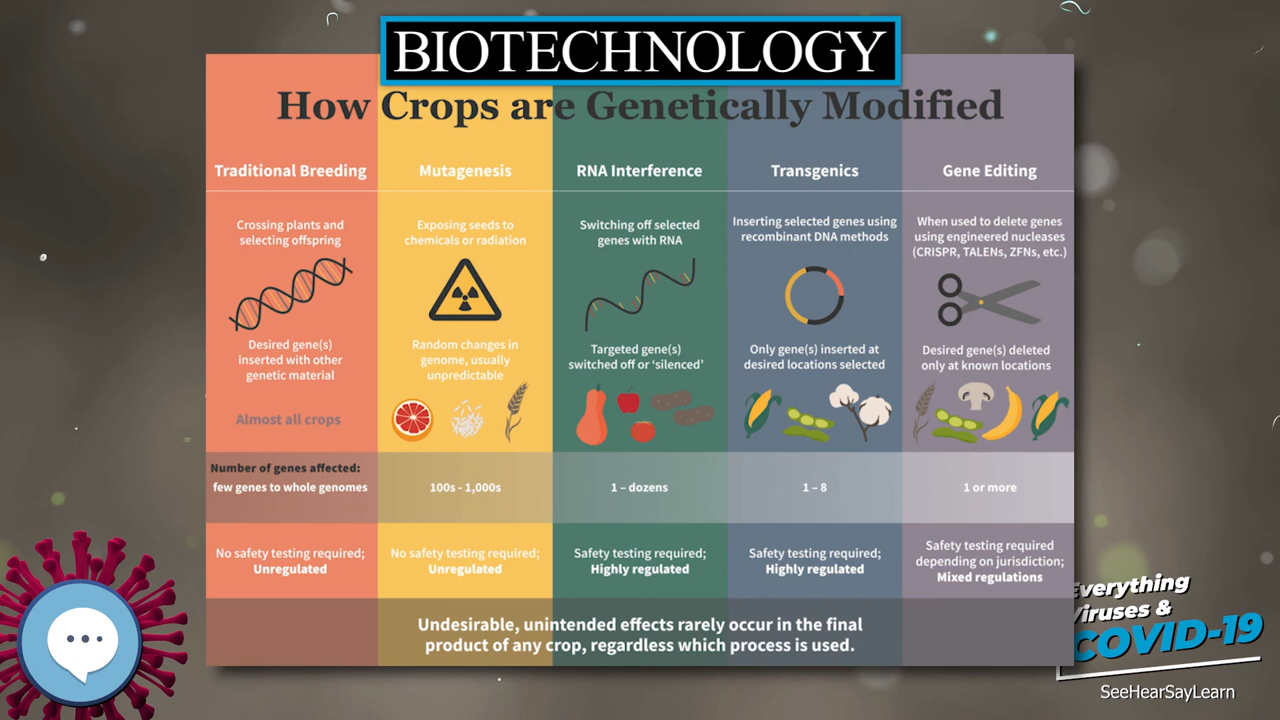 BIOTECHNOLOGY
How Crops are Genetically Modified
Traditional Breeding
Crossing plants and
selecting offspring
Desired gene(s)
inserted with other
genetic material
Almost all crops
Number of genes affected:
few genes to whole genomes
No safety testing required;
Unregulated
Mutagenesis
Exposing seeds to
chemicals or radiation
Random changes in
genome, usually
unpredictable
100s - 1,000s
No safety testing required;
Unregulated
RNA Interference
Switching off selected
genes with RNA
Targeted gene(s)
switched off or ‘silenced’
1 – dozens
Safety testing required;
Highly regulated
Transgenics
Inserting selected genes using
recombinant DNA methods
Only gene(s) inserted at
desired locations selected
1 – 8
Safety testing required;
Highly regulated
Gene Editing
When used to delete genes
using engineered nucleases
(CRISPR, TALENs, ZFNs, etc.)
Desired gene(s) deleted
only at known locations
1 or more
Safety testing required
depending on jurisdiction;
Mixed regulations
Undesirable, unintended effects rarely occur in the final
product of any crop, regardless which process is used.
Everything
Viruses &
COVID-19
SeeHearSayLearn